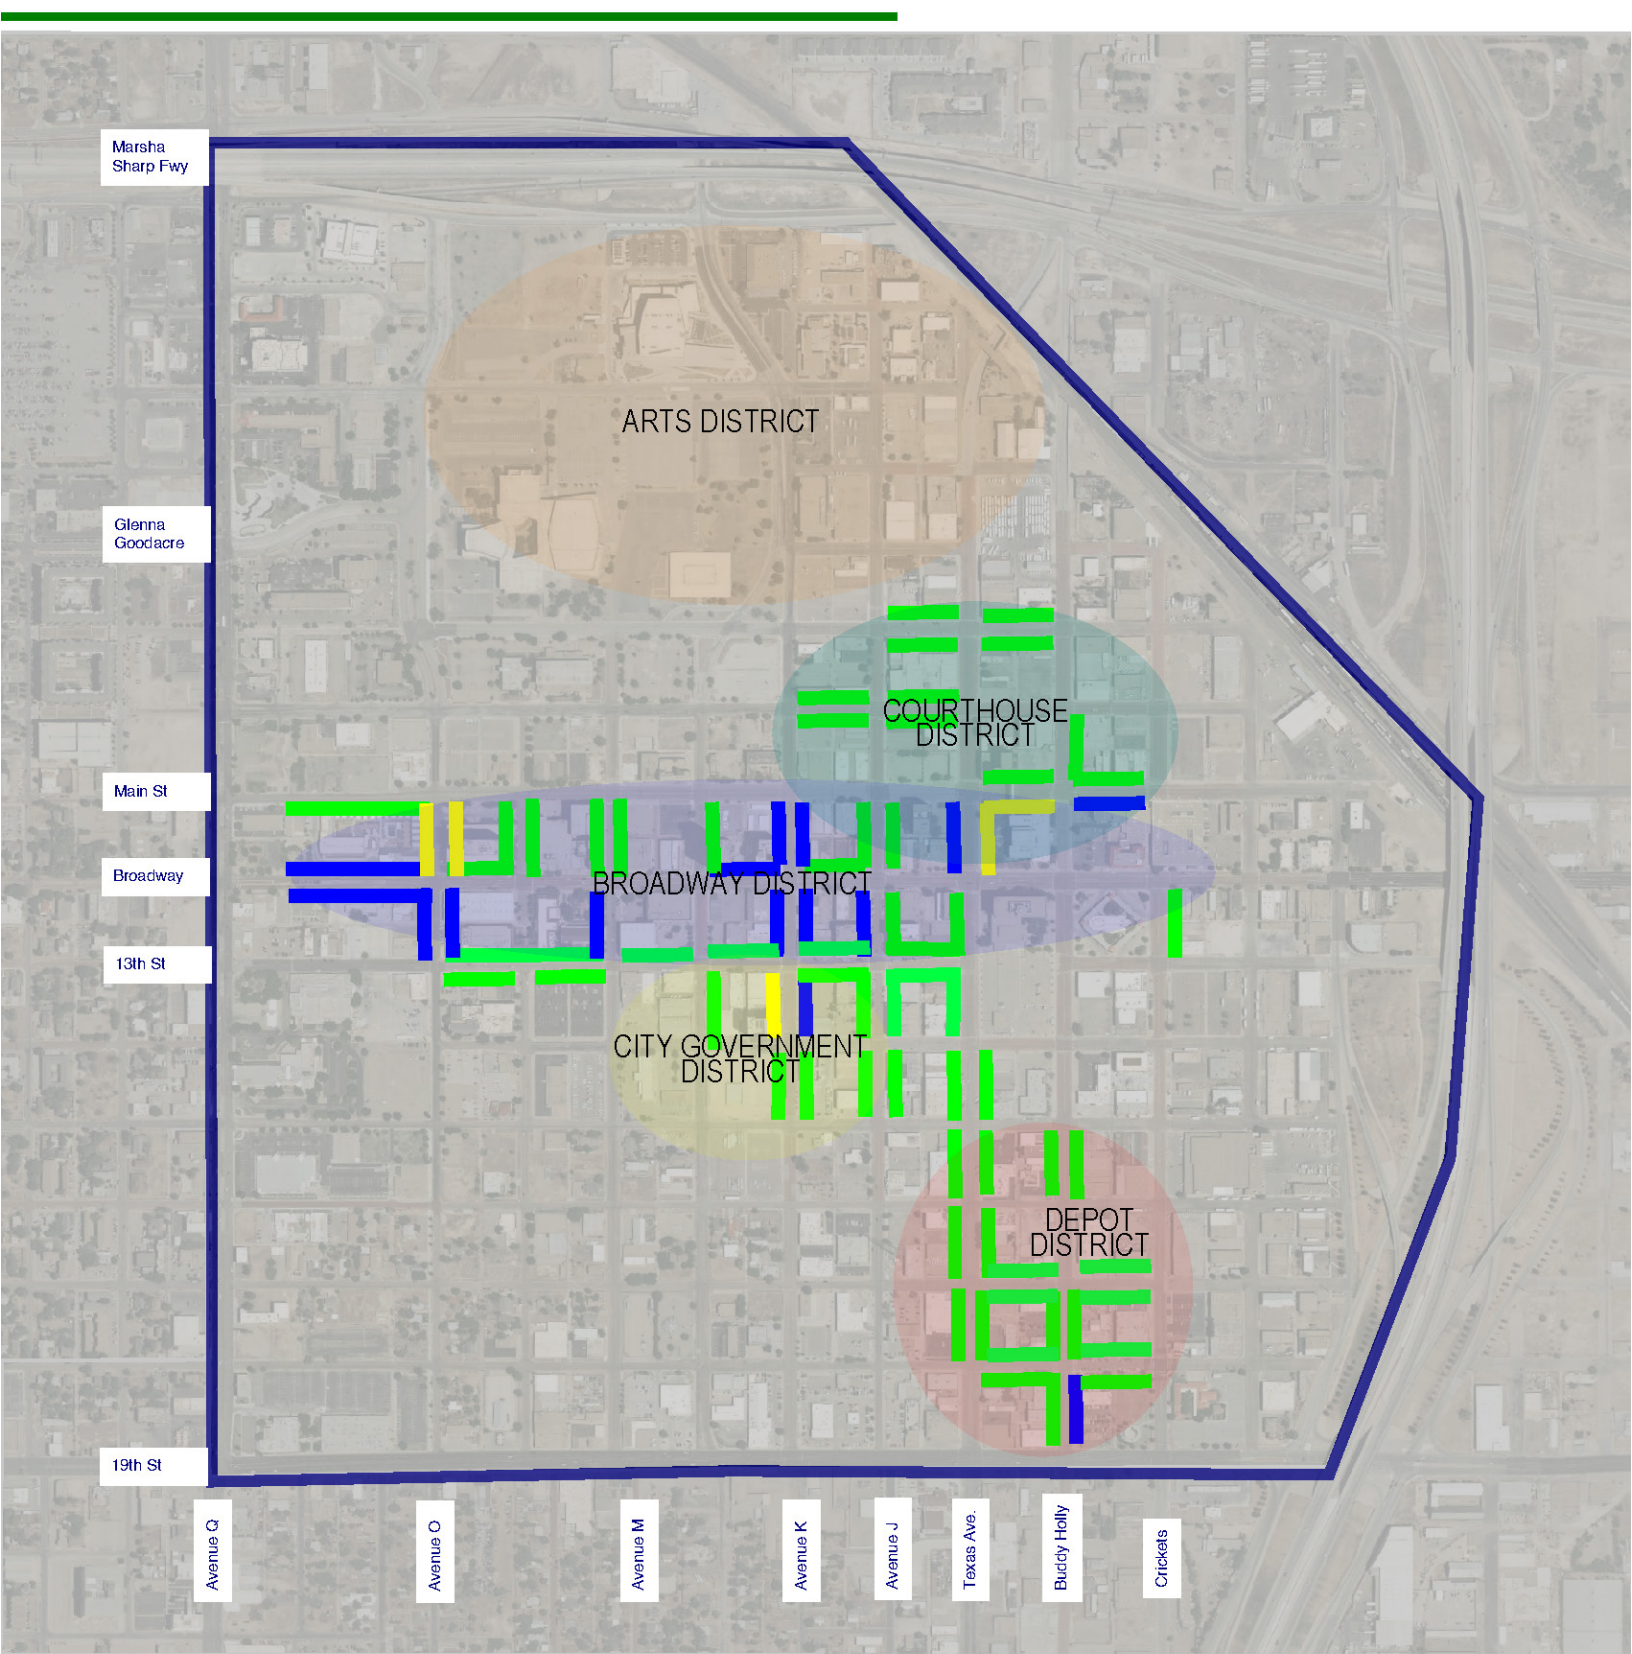 Marsha
Sharp Fwy
ARTS DISTRICT
Glenna
Goodacre
COURTHOUSE
DISTRICT
Main St
Broadway
BROADWAY DISTRICT
13th St
CITY GOVERNMENT
DISTRICT
DEPOT
DISTRICT
19th St
Avenue Q
Avenue O
Avenue M
Avenue K
Avenue J
Texas Ave.
Buddy Holly
Crickets